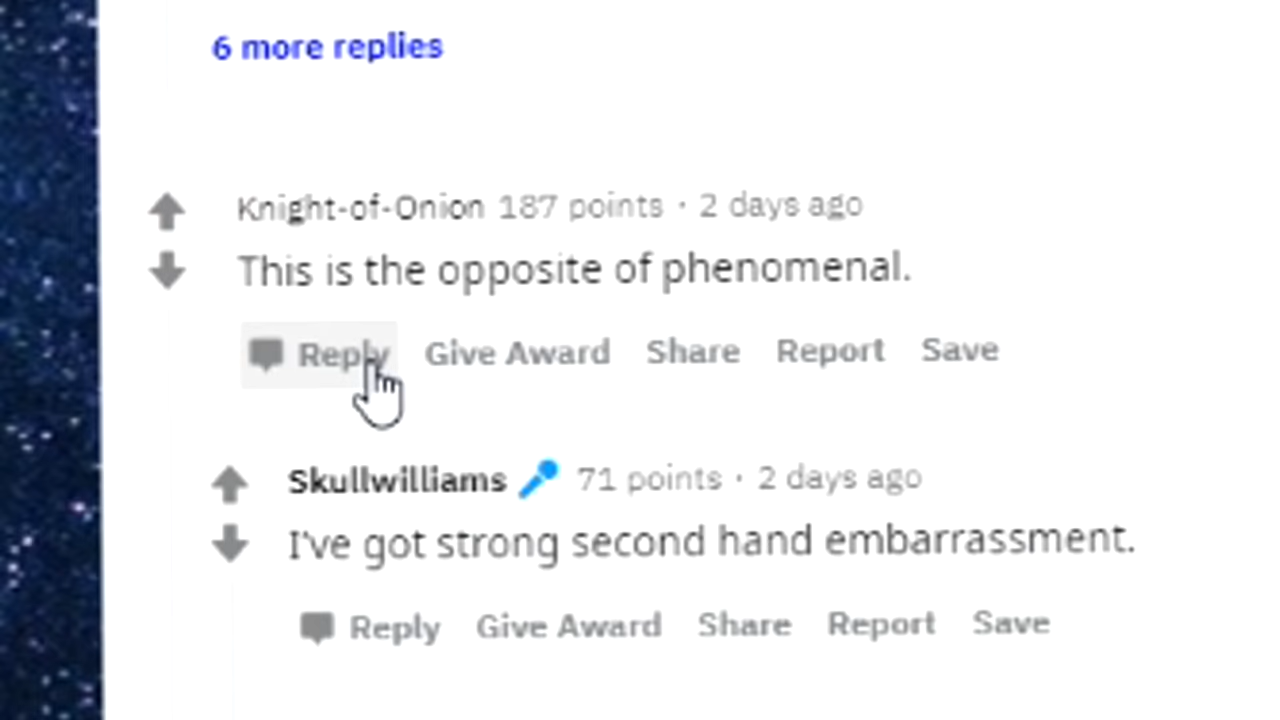 6 more replies
Knight-of-Onion 187 points · 2 days ago
This is the opposite of phenomenal.
Reply Give Award Share Report Save
Skullwilliams 71 points · 2 days ago
I've got strong second hand embarrassment.
Reply Give Award Share Report Save